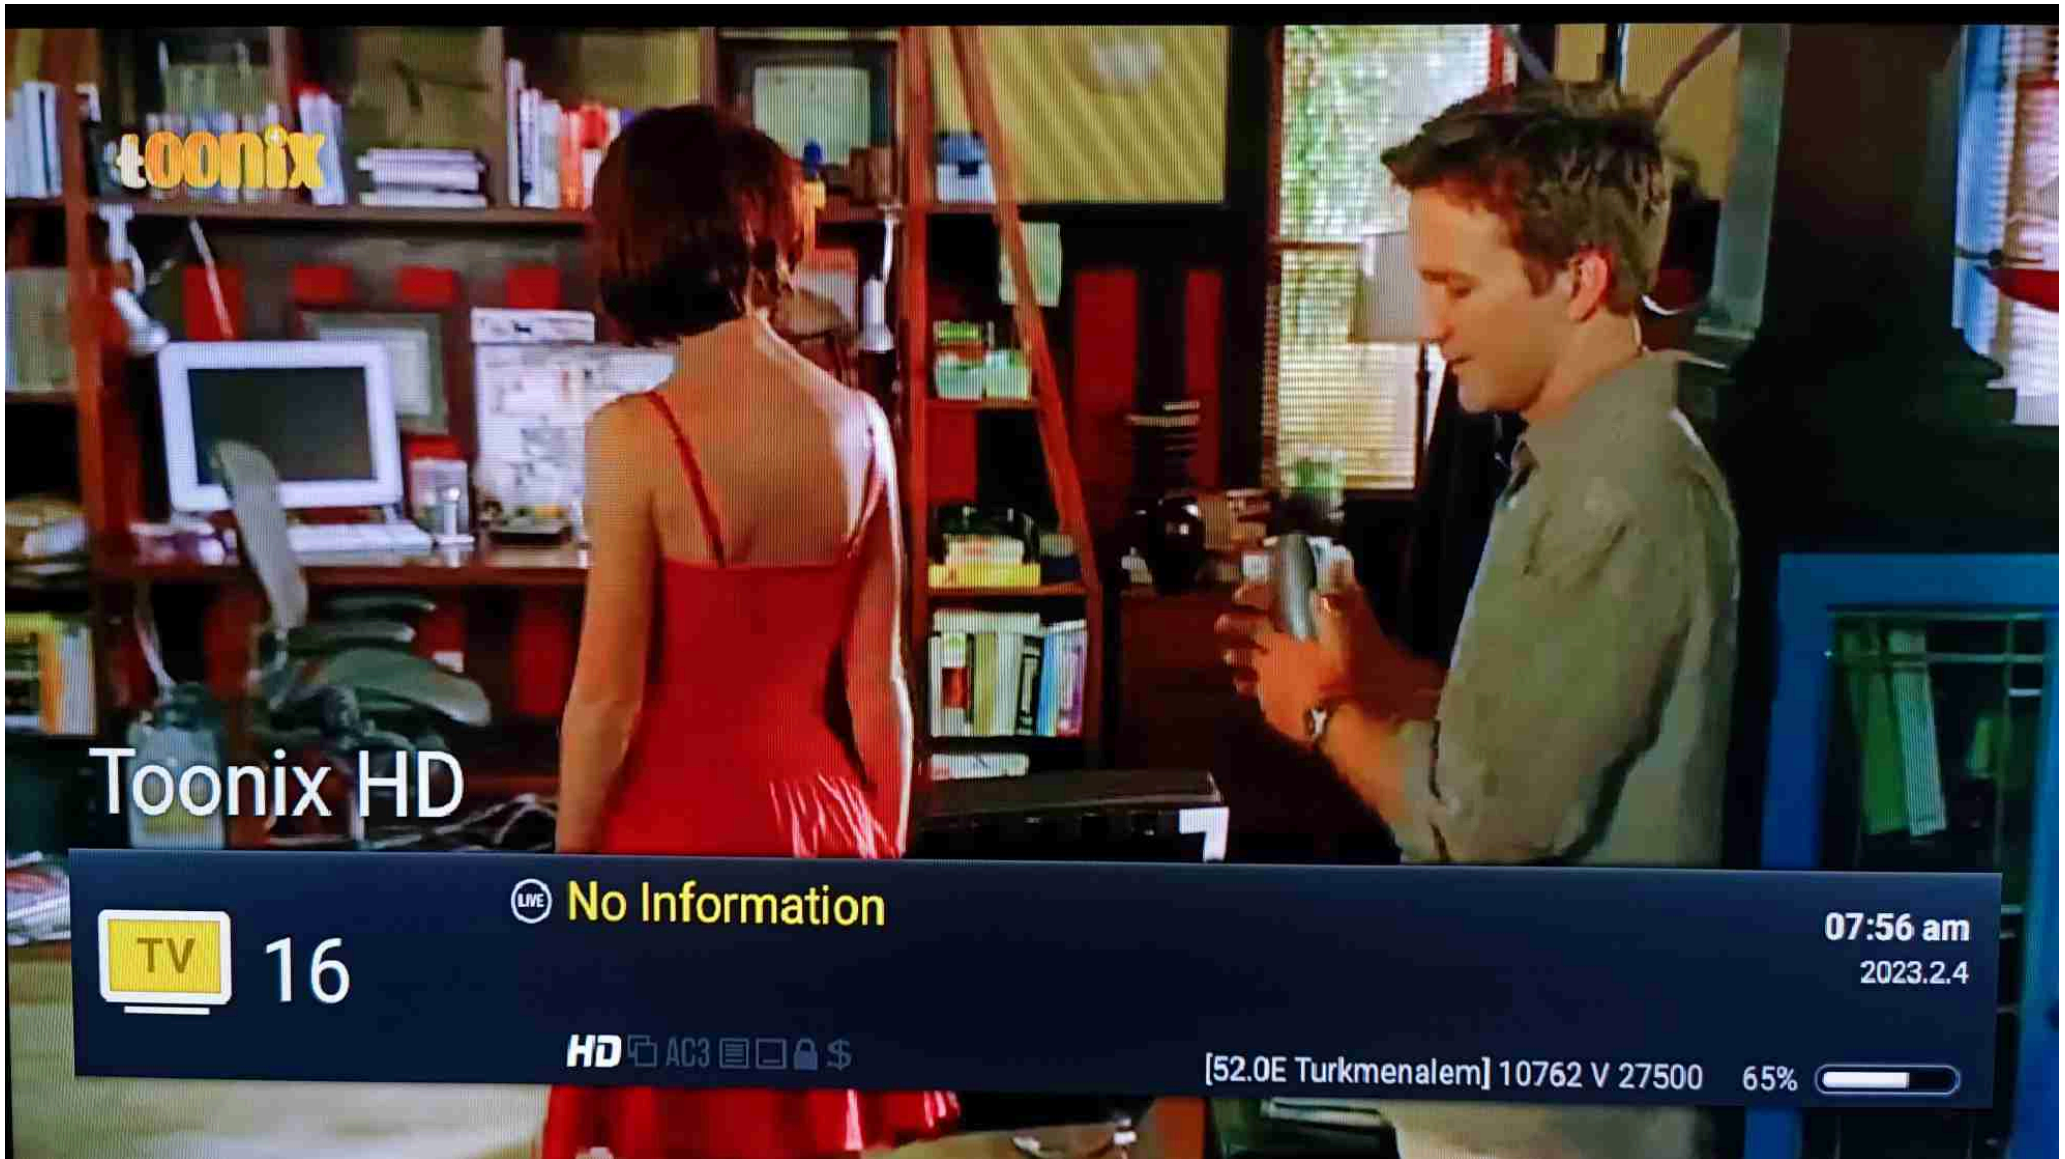 toonix
Toonix HD
TV 16
LIVE No Information
07:56 am
2023.2.4
HD AC3 $
[52.0E Turkmenalem] 10762 V 27500 65%